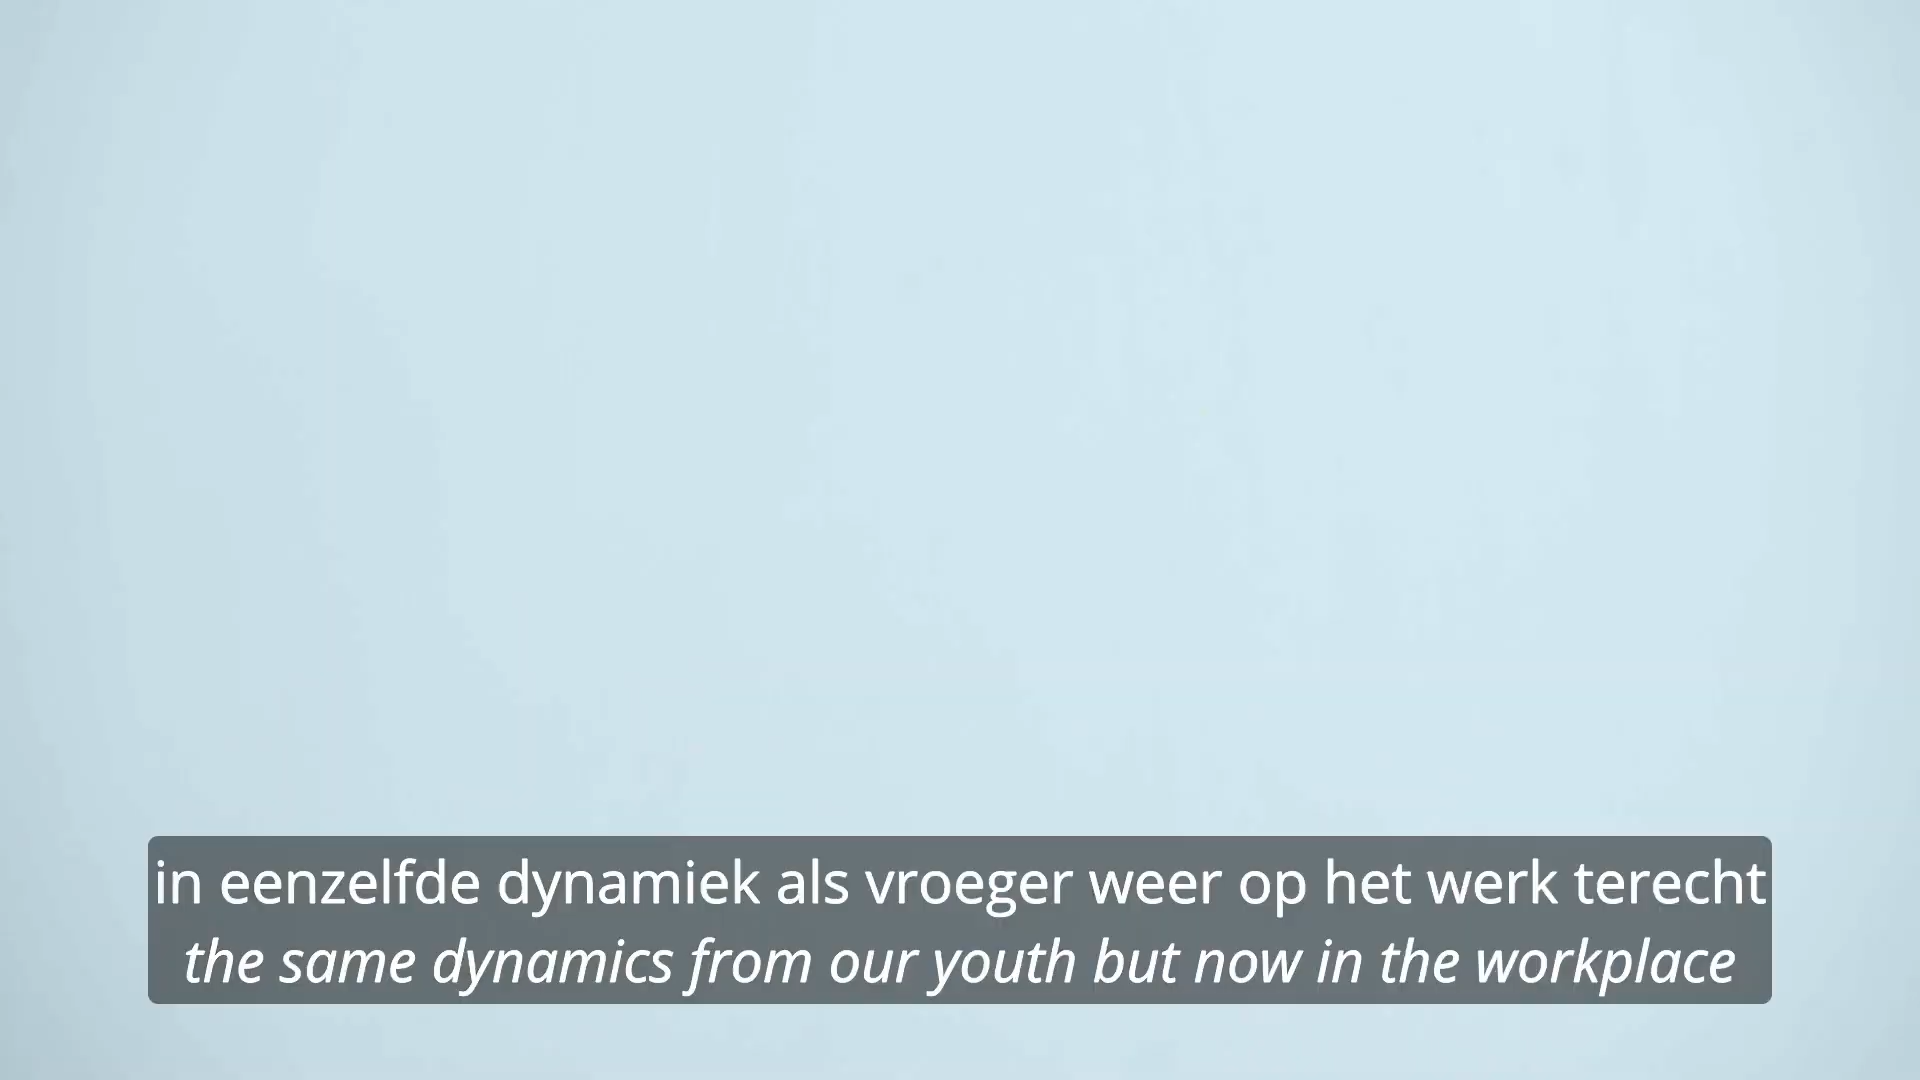 in eenzelfde dynamiek als vroeger weer op het werk terecht
the same dynamics from our youth but now in the workplace